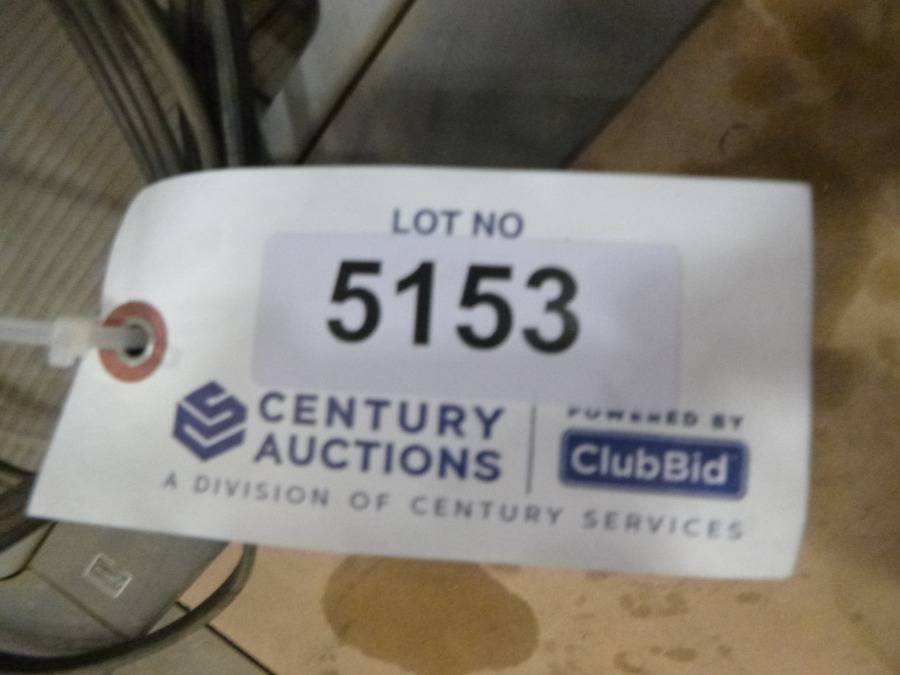 LOT NO
5153
CENTURY
AUCTIONS
POWERED BY
ClubBid
A DIVISION OF CENTURY SERVICES